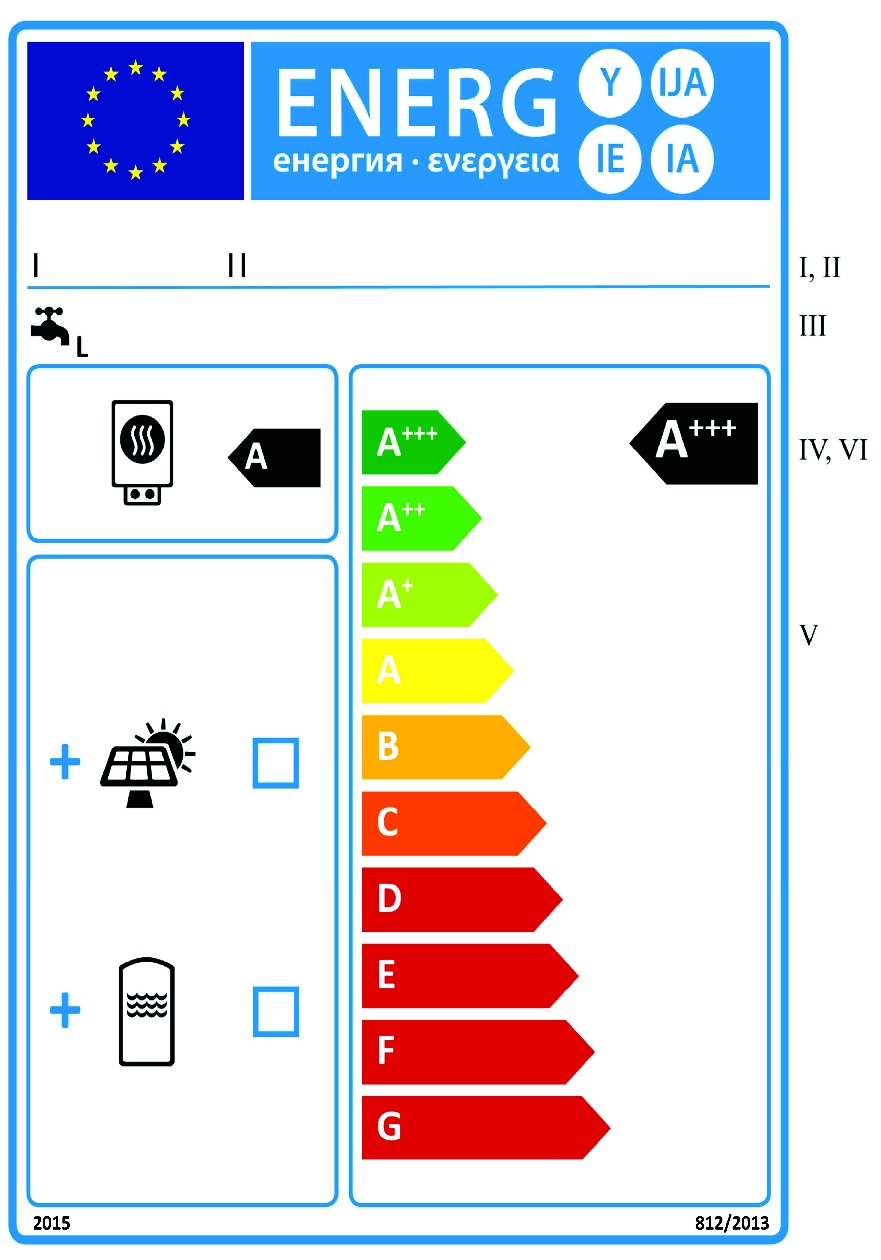 ENERG Y IJA
енергия · ενεργεια IE IA
I II I, II
L III
A A+++ A+++ IV, VI
A++
A+
A V
B
+ C
D
E
+ F
G
2015 812/2013